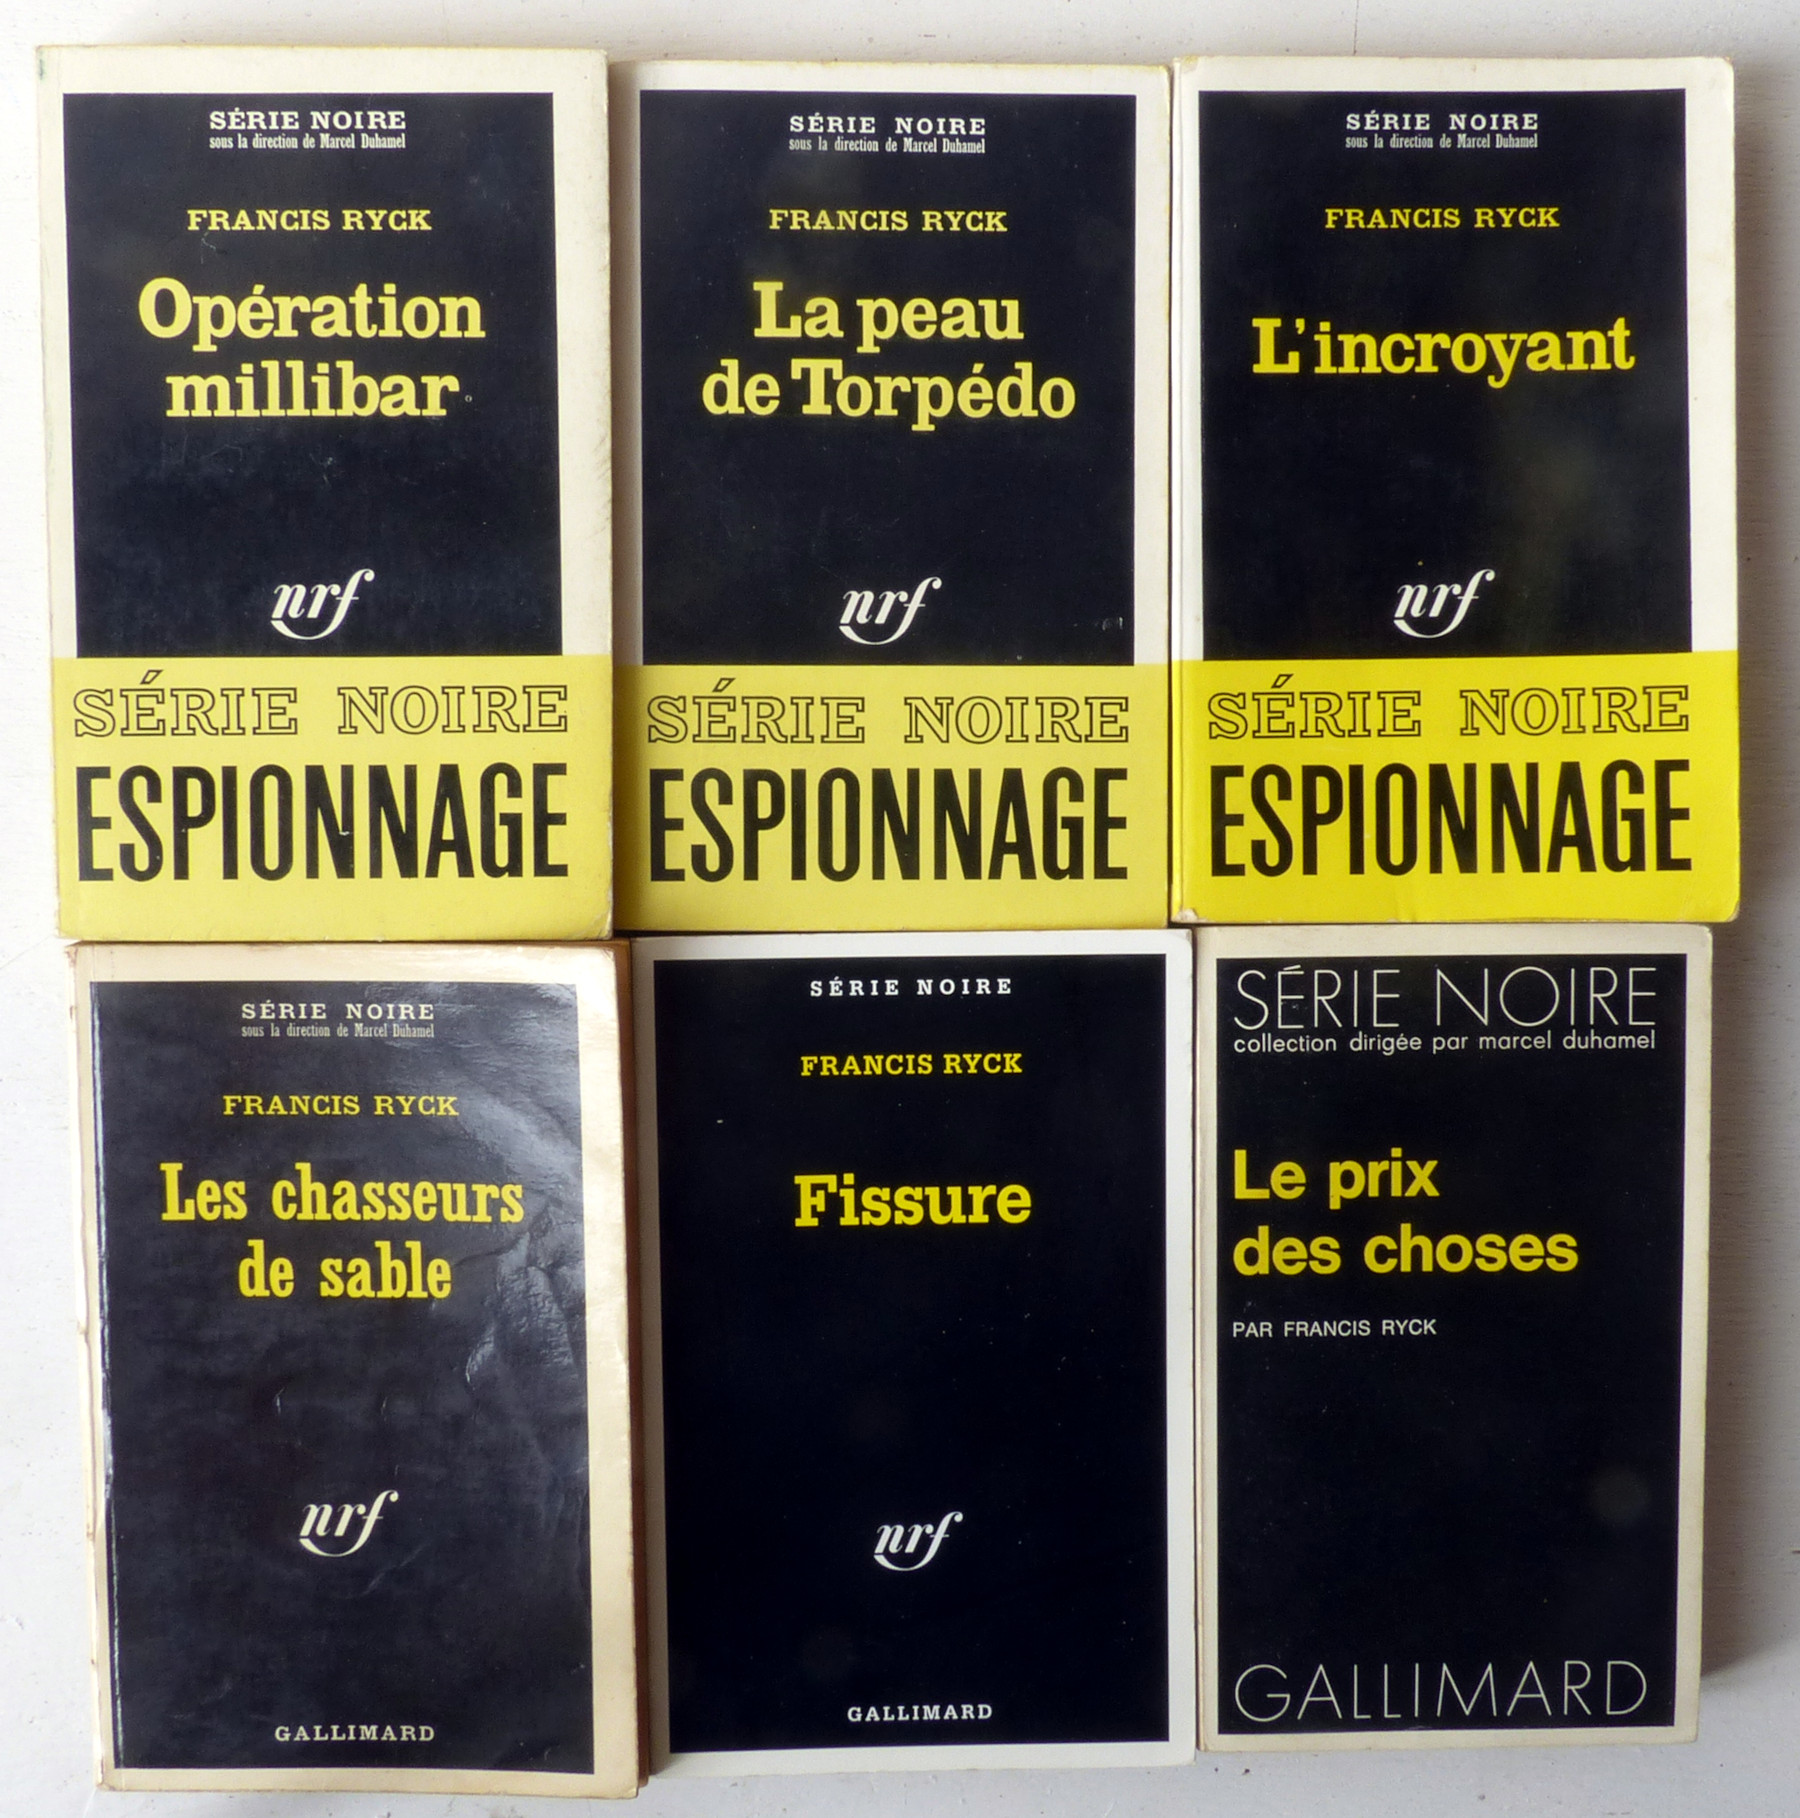 SÉRIE NOIRE
sous la direction de Marcel Duhamel
FRANCIS RYCK
Opération
millibar
nrf
SÉRIE NOIRE
ESPIONNAGE
SÉRIE NOIRE
sous la direction de Marcel Duhamel
FRANCIS RYCK
La peau
de Torpédo
nrf
SÉRIE NOIRE
ESPIONNAGE
SÉRIE NOIRE
sous la direction de Marcel Duhamel
FRANCIS RYCK
L'incroyant
nrf
SÉRIE NOIRE
ESPIONNAGE
SÉRIE NOIRE
sous la direction de Marcel Duhamel
FRANCIS RYCK
Les chasseurs
de sable
nrf
GALLIMARD
SÉRIE NOIRE
FRANCIS RYCK
Fissure
nrf
GALLIMARD
SÉRIE NOIRE
collection dirigée par marcel duhamel
Le prix
des choses
PAR FRANCIS RYCK
GALLIMARD